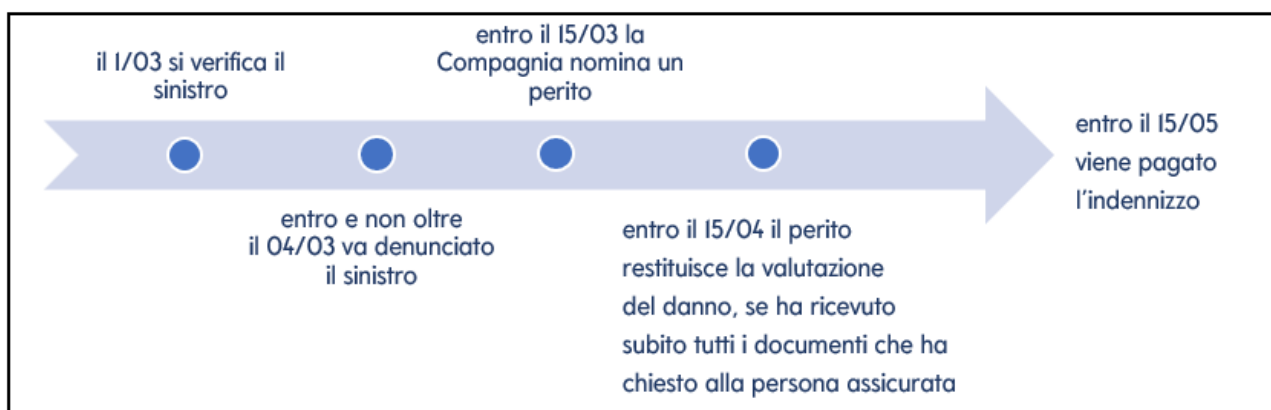 il 1/03 si verifica il
sinistro
entro e non oltre
il 04/03 va denunciato
il sinistro
entro il 15/03 la
Compagnia nomina un
perito
entro il 15/04 il perito
restituisce la valutazione
del danno, se ha ricevuto
subito tutti i documenti che ha
chiesto alla persona assicurata
entro il 15/05
viene pagato
l'indennizzo